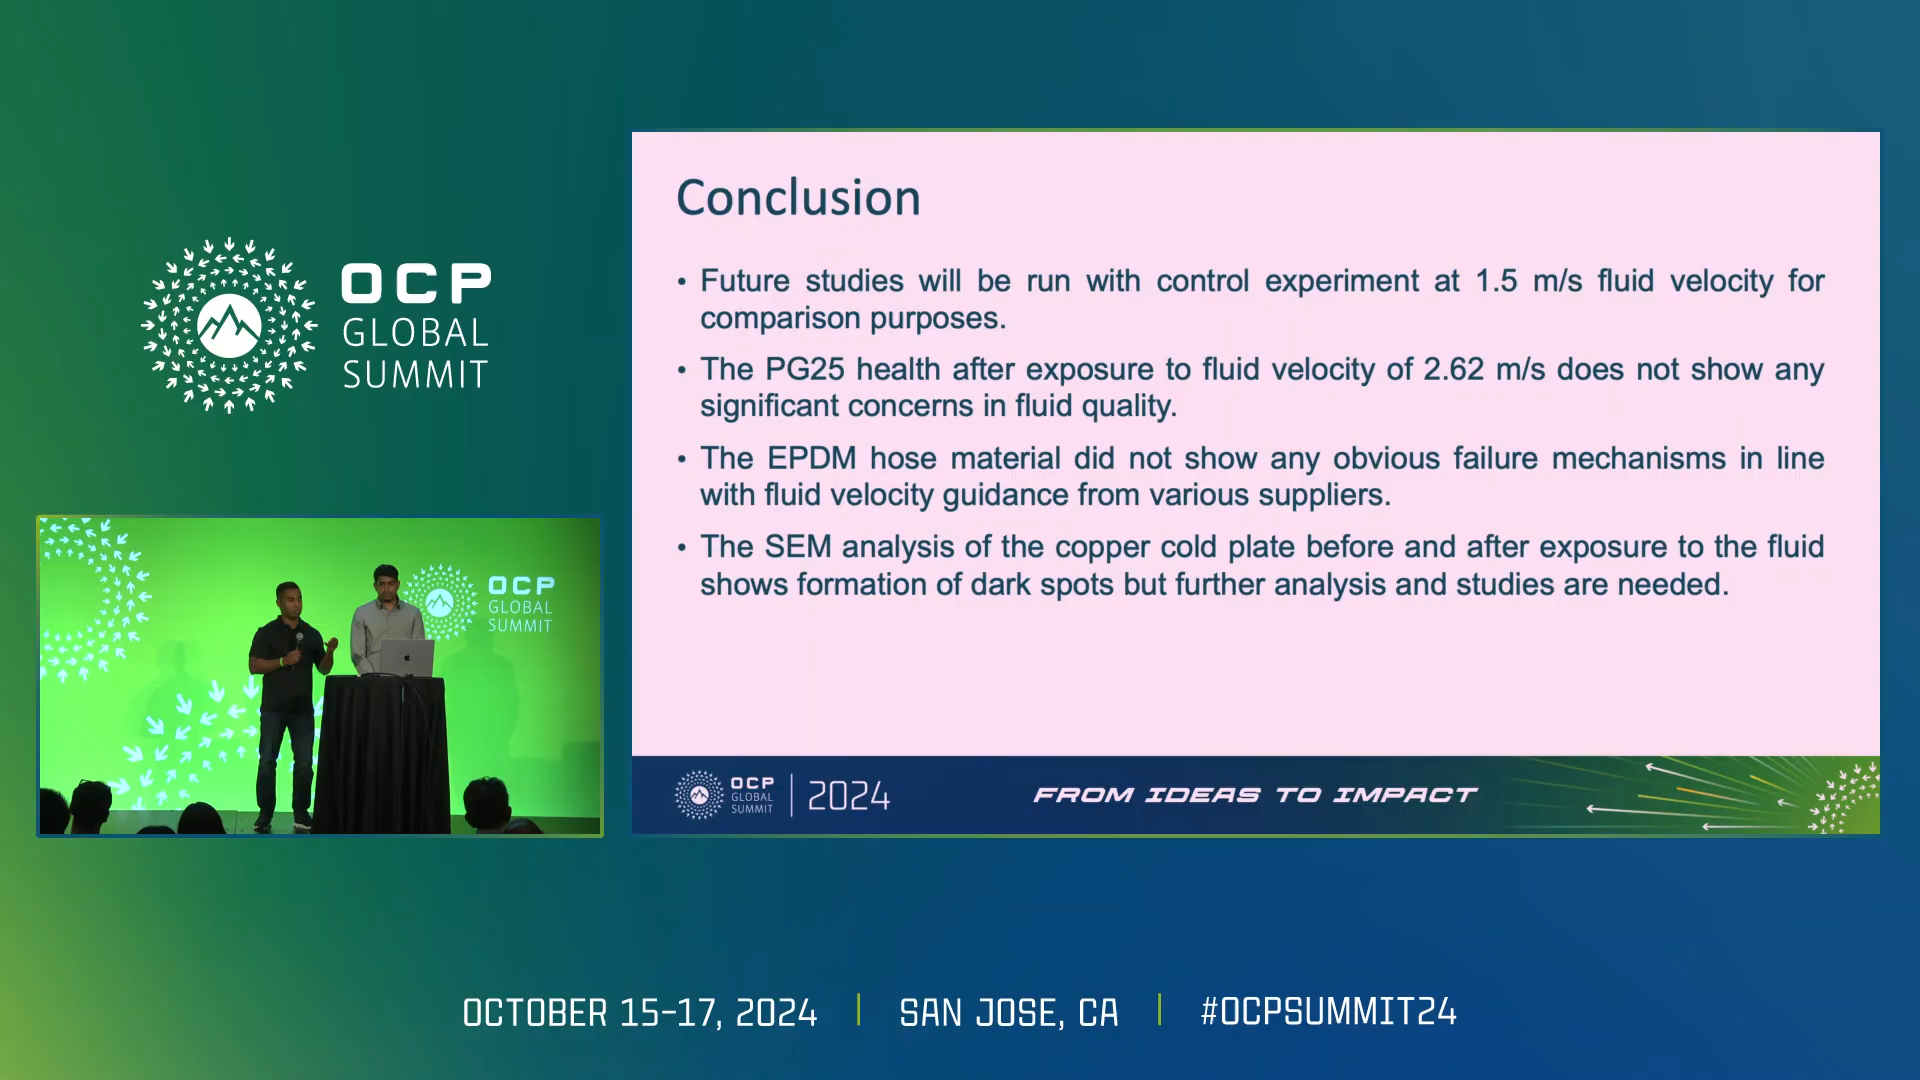 OCP
GLOBAL
SUMMIT
OCP
GLOBAL
SUMMIT
Conclusion
• Future studies will be run with control experiment at 1.5 m/s fluid velocity for
comparison purposes.
• The PG25 health after exposure to fluid velocity of 2.62 m/s does not show any
significant concerns in fluid quality.
• The EPDM hose material did not show any obvious failure mechanisms in line
with fluid velocity guidance from various suppliers.
• The SEM analysis of the copper cold plate before and after exposure to the fluid
shows formation of dark spots but further analysis and studies are needed.
OCP
GLOBAL
SUMMIT
2024
FROM IDEAS TO IMPACT
OCTOBER 15-17, 2024 | SAN JOSE, CA | #OCPSUMMIT24